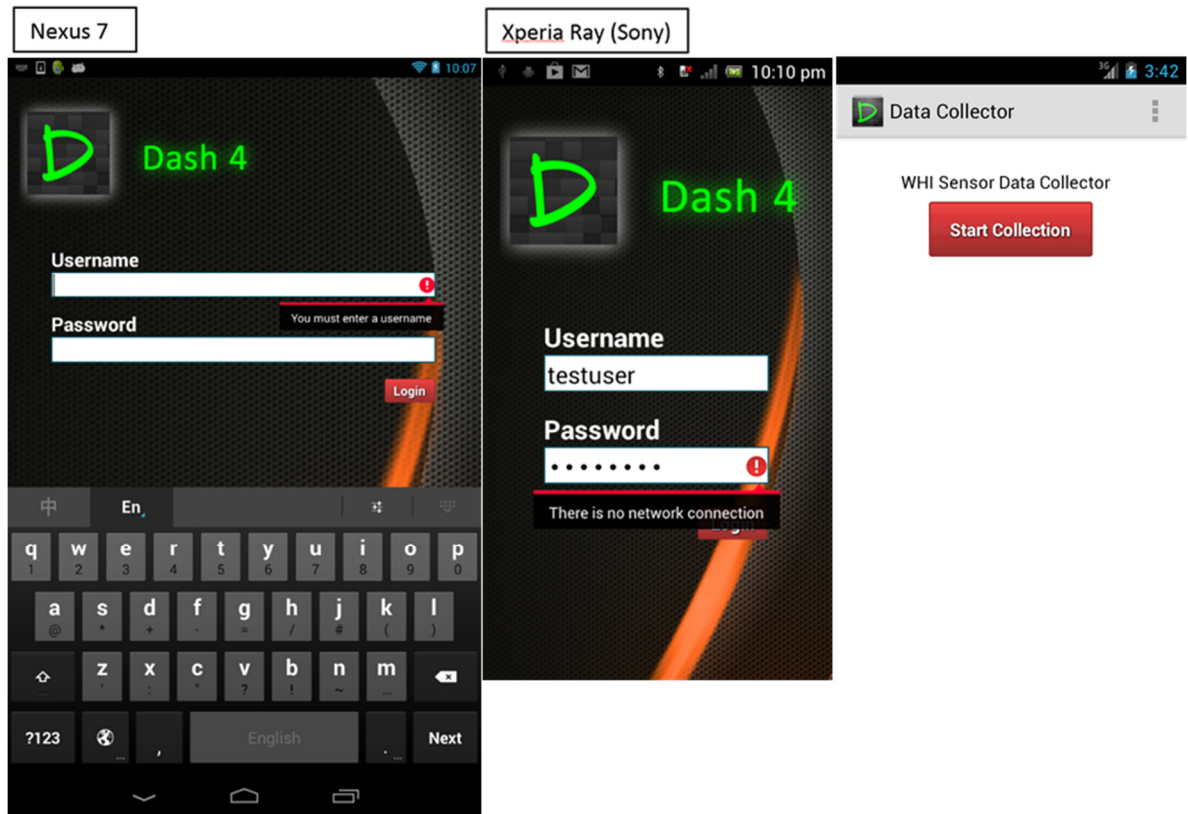 Nexus 7
10:07
D
Dash 4
Username
You must enter a username
Password
Login
中 En
q w e r t y u i o p
1 2 3 4 5 6 7 8 9 0
a s d f g h j k l
@ * + - = / # ( )
z x c v b n m
' : " ? ! ~ ...
?123 , English . Next
Xperia Ray (Sony)
10:10 pm
D
Dash 4
Username
testuser
Password
There is no network connection
Login
3G 3:42
D Data Collector
WHI Sensor Data Collector
Start Collection